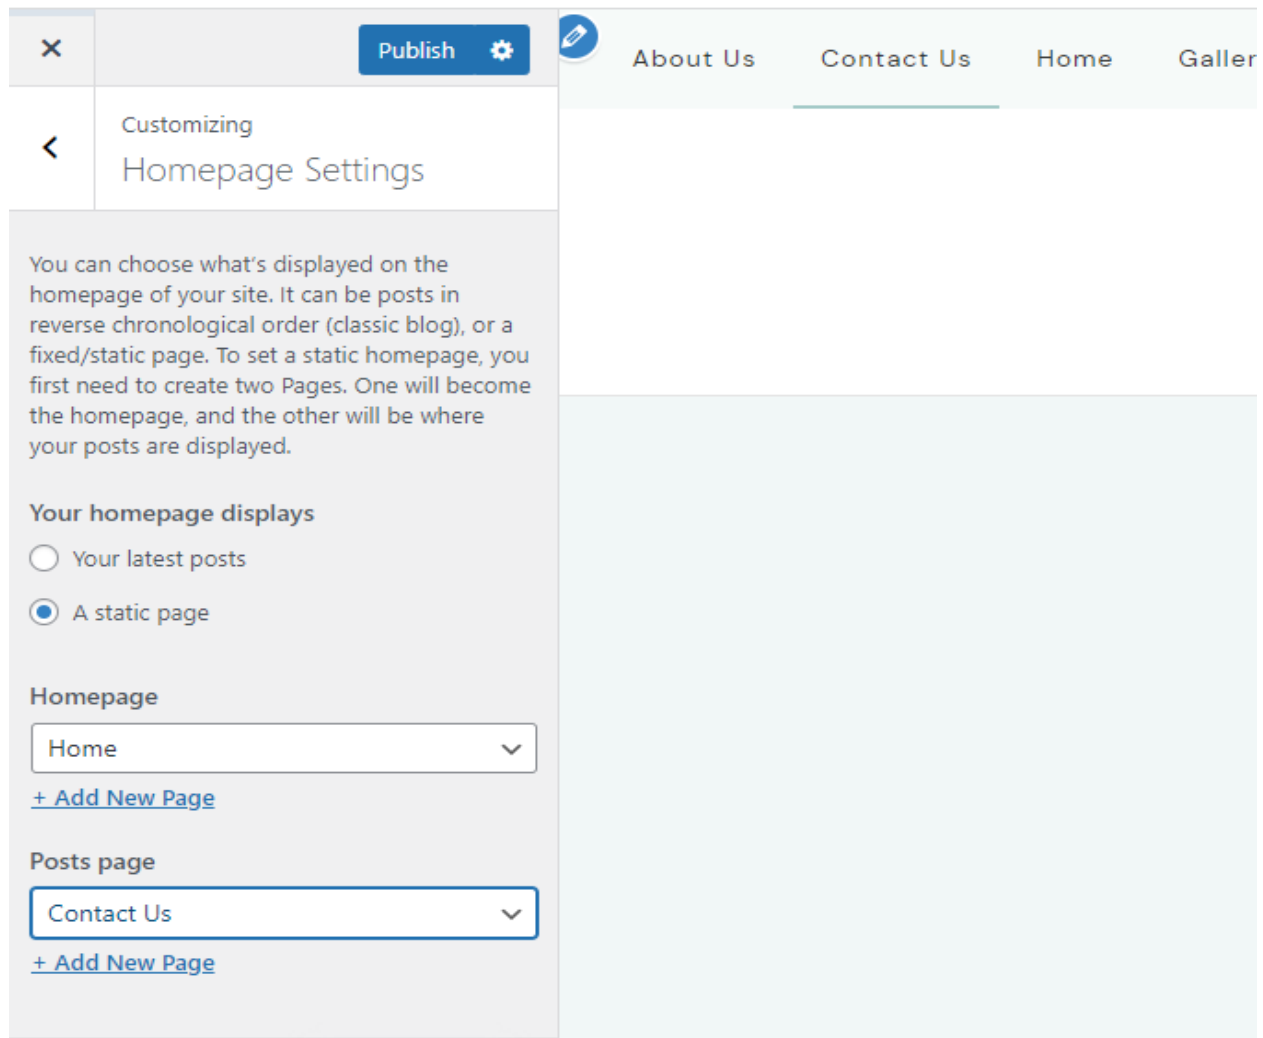 Publish
About Us Contact Us Home Galler
Customizing
Homepage Settings
You can choose what's displayed on the
homepage of your site. It can be posts in
reverse chronological order (classic blog), or a
fixed/static page. To set a static homepage, you
first need to create two Pages. One will become
the homepage, and the other will be where
your posts are displayed.
Your homepage displays
Your latest posts
A static page
Homepage
Home
+ Add New Page
Posts page
Contact Us
+ Add New Page